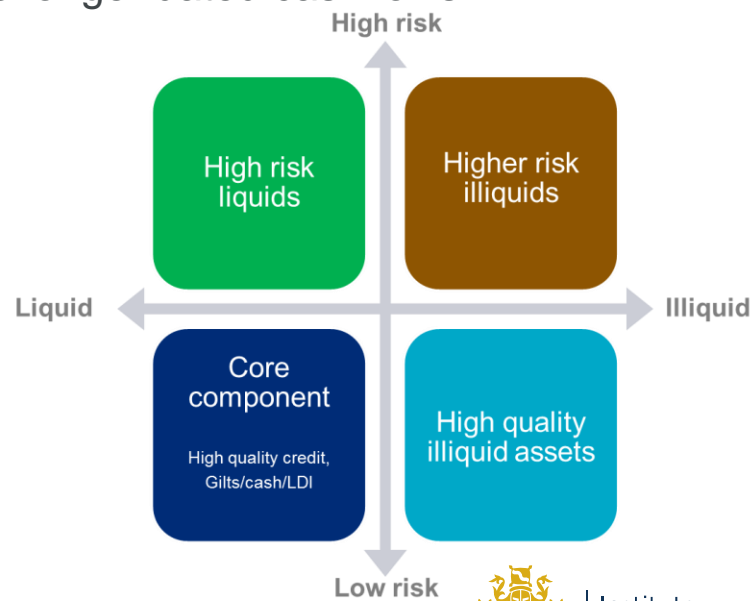 High risk
High risk
liquids
Higher risk
illiquids
Liquid
Illiquid
Core
component
High quality credit,
Gilts/cash/LDI
High quality
illiquid assets
Low risk